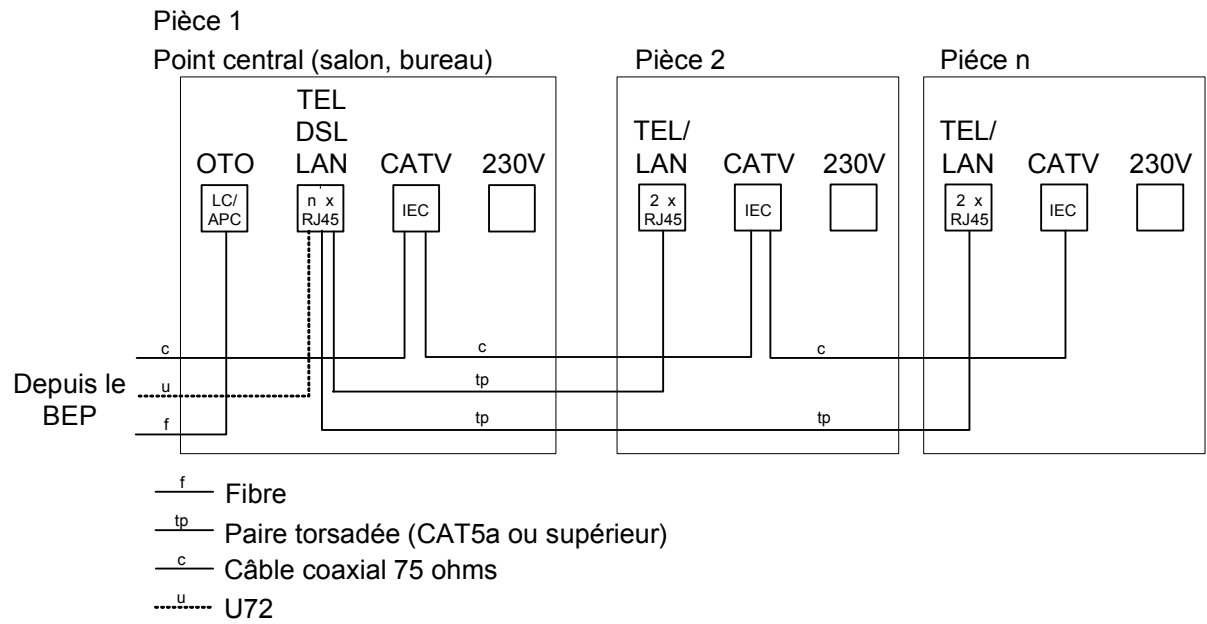 Pièce 1
Point central (salon, bureau)
Pièce 2
Piéce n
TEL
DSL
OTO LAN CATV 230V
TEL/
LAN CATV 230V
TEL/
LAN CATV 230V
LC/
APC
n x
RJ45
IEC
2 x
RJ45
IEC
2 x
RJ45
IEC
c
c
c
Depuis le
BEP
u
tp
f
tp
tp
f Fibre
tp Paire torsadée (CAT5a ou supérieur)
c Câble coaxial 75 ohms
u U72